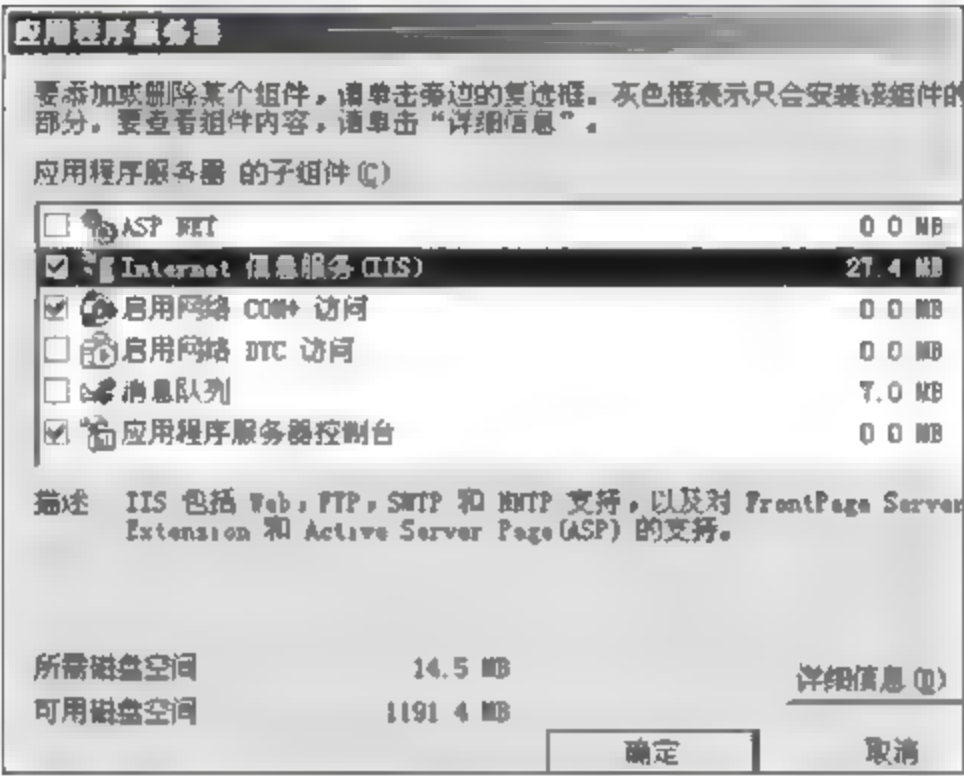 应用程序服务器
要添加或删除某个组件，请单击旁边的复选框。灰色框表示只会安装该组件的
部分。要查看组件内容，请单击“详细信息”。
应用程序服务器 的子组件(C)
ASP NET 0 0 MB
Internet 信息服务(IIS) 27.4 MB
启用网络 COM+ 访问 0 0 MB
启用网络 DTC 访问 0 0 MB
消息队列 7.0 MB
应用程序服务器控制台 0 0 MB
描述 IIS 包括 Web，FTP，SMTP 和 NNTP 支持，以及对 FrontPage Server
Extension 和 Active Server Page(ASP) 的支持。
所需磁盘空间 14.5 MB
详细信息(D)
可用磁盘空间 1191 4 MB
确定 取消